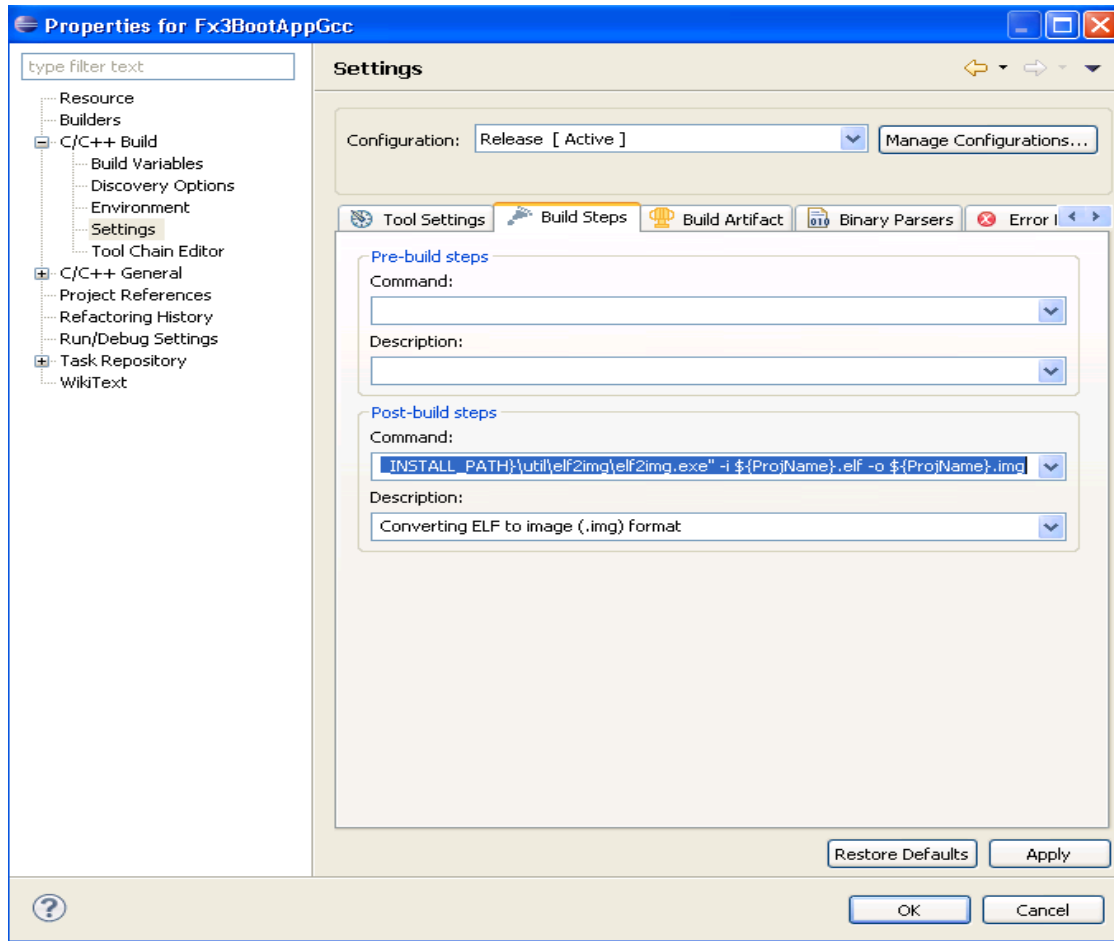 Properties for Fx3BootAppGcc
type filter text
Resource
Builders
C/C++ Build
Build Variables
Discovery Options
Environment
Settings
Tool Chain Editor
C/C++ General
Project References
Refactoring History
Run/Debug Settings
Task Repository
WikiText
Settings
Configuration: Release [ Active ] Manage Configurations...
Tool Settings Build Steps Build Artifact Binary Parsers Error
Pre-build steps
Command:
Description:
Post-build steps
Command:
_INSTALL_PATH}\util\elf2img\elf2img.exe" -i ${ProjName}.elf -o ${ProjName}.img
Description:
Converting ELF to image (.img) format
Restore Defaults Apply
OK Cancel